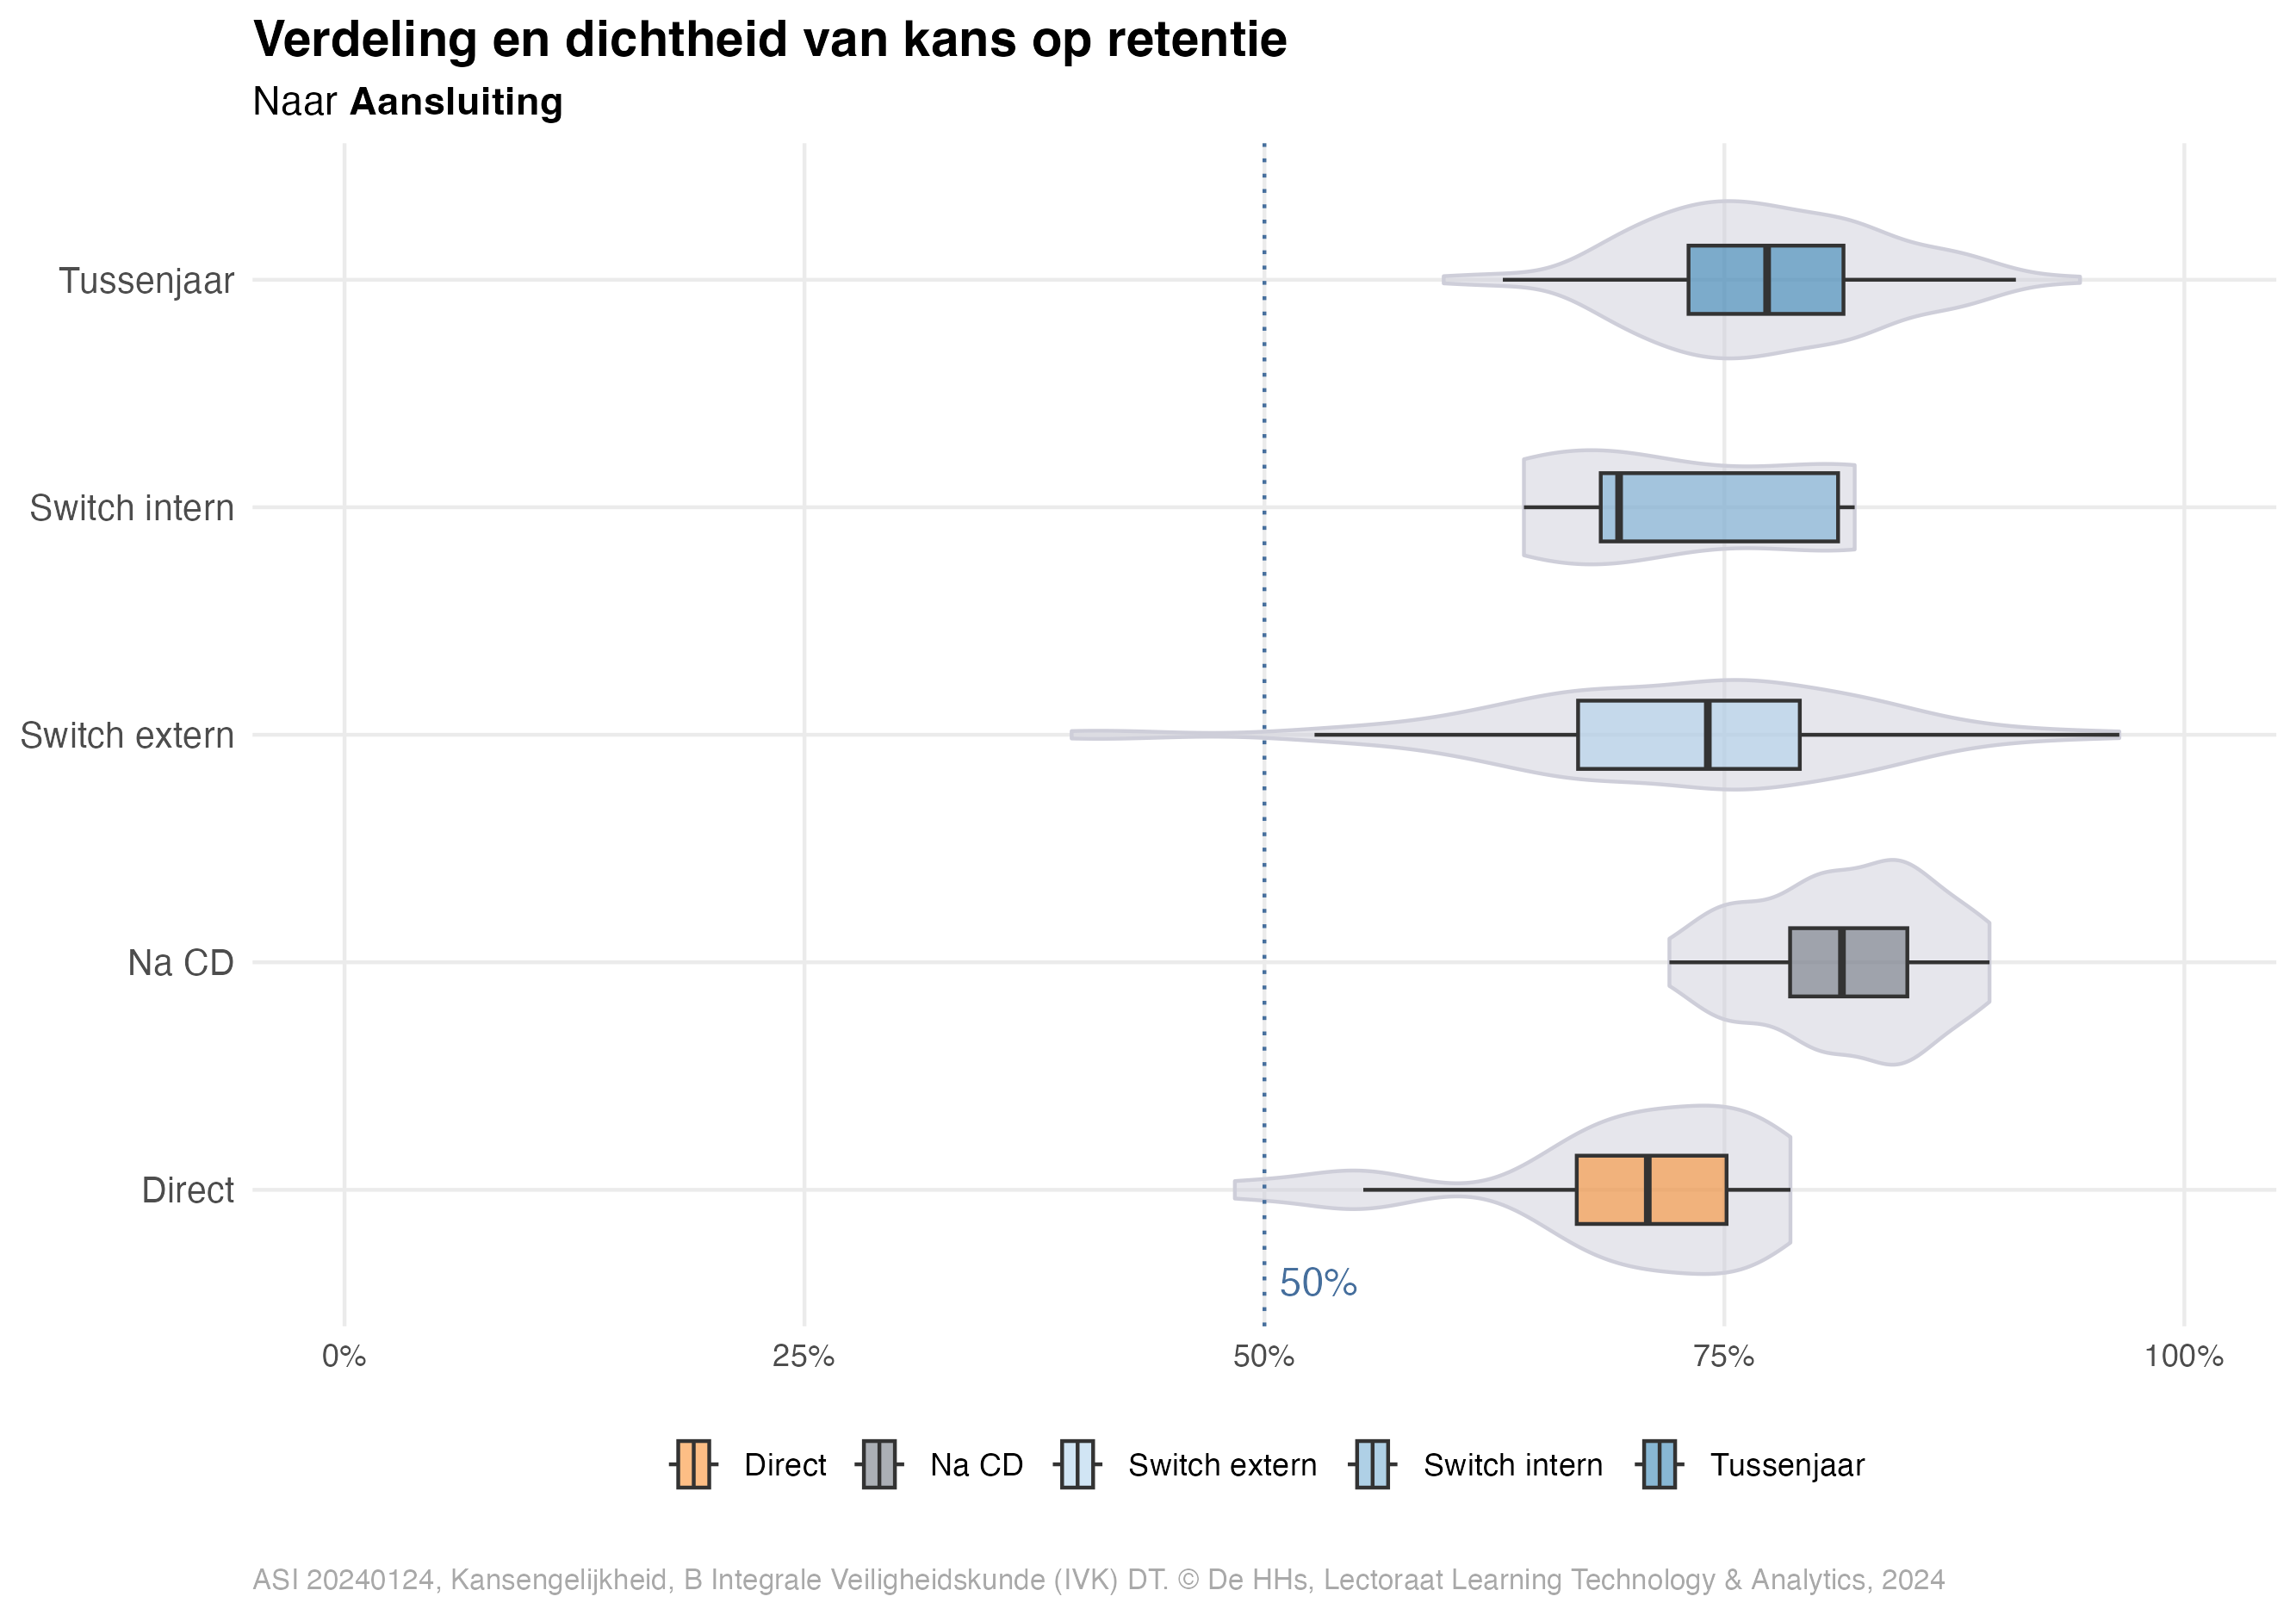 Verdeling en dichtheid van kans op retentie
Naar Aansluiting
Tussenjaar
Switch intern
Switch extern
Na CD
Direct
50%
0% 25% 50% 75% 100%
Direct Na CD Switch extern Switch intern Tussenjaar
ASI 20240124, Kansengelijkheid, B Integrale Veiligheidskunde (IVK) DT. © De HHs, Lectoraat Learning Technology & Analytics, 2024